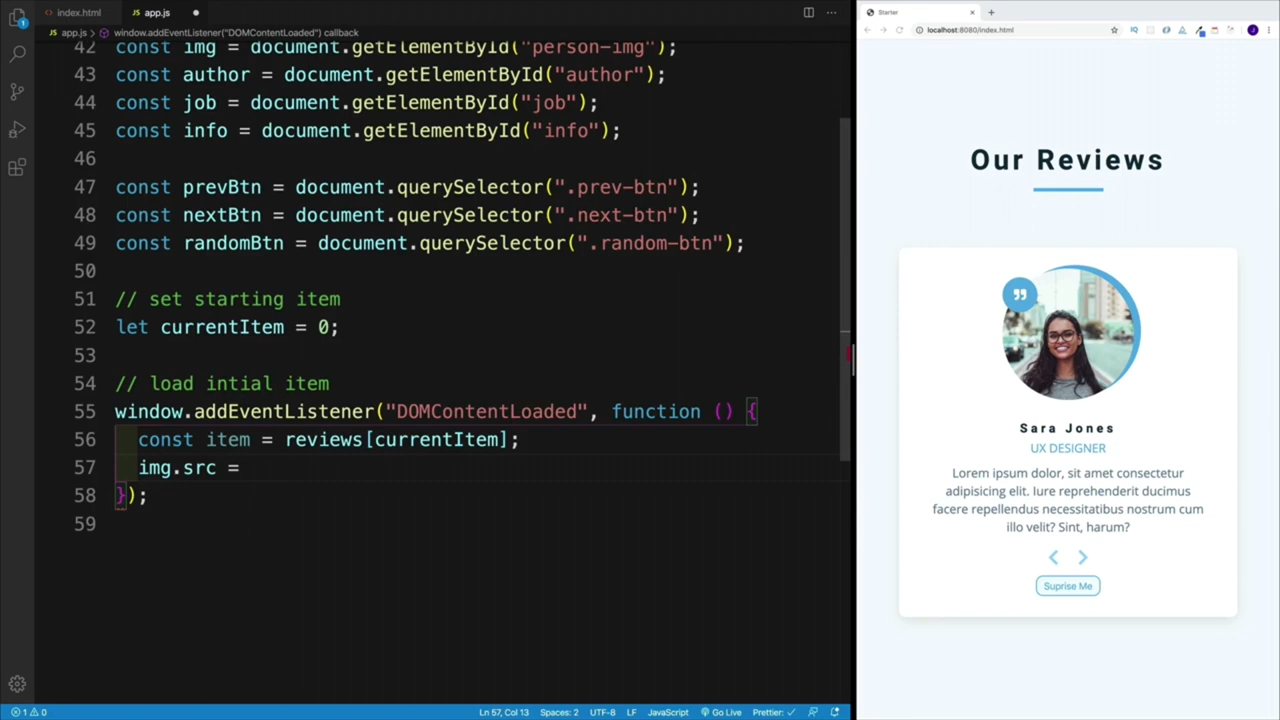 index.html
app.js
app.js > window.addEventListener("DOMContentLoaded") callback
42 const img = document.getElementById("person-img");
43 const author = document.getElementById("author");
44 const job = document.getElementById("job");
45 const info = document.getElementById("info");
46
47 const prevBtn = document.querySelector(".prev-btn");
48 const nextBtn = document.querySelector(".next-btn");
49 const randomBtn = document.querySelector(".random-btn");
50
51 // set starting item
52 let currentItem = 0;
53
54 // load intial item
55 window.addEventListener("DOMContentLoaded", function () {
56 const item = reviews[currentItem];
57 img.src =
58 });
59
1
1 0
Ln 57, Col 13 Spaces: 2 UTF-8 LF JavaScript Go Live Prettier: ✓
Starter
localhost:8080/index.html
J
Our Reviews
Sara Jones
UX DESIGNER
Lorem ipsum dolor, sit amet consectetur
adipisicing elit. Iure reprehenderit ducimus
facere repellendus necessitatibus nostrum cum
illo velit? Sint, harum?
Suprise Me